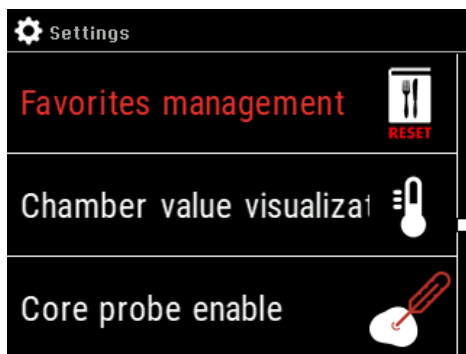 Settings
Favorites management
RESET
Chamber value visualizat
Core probe enable